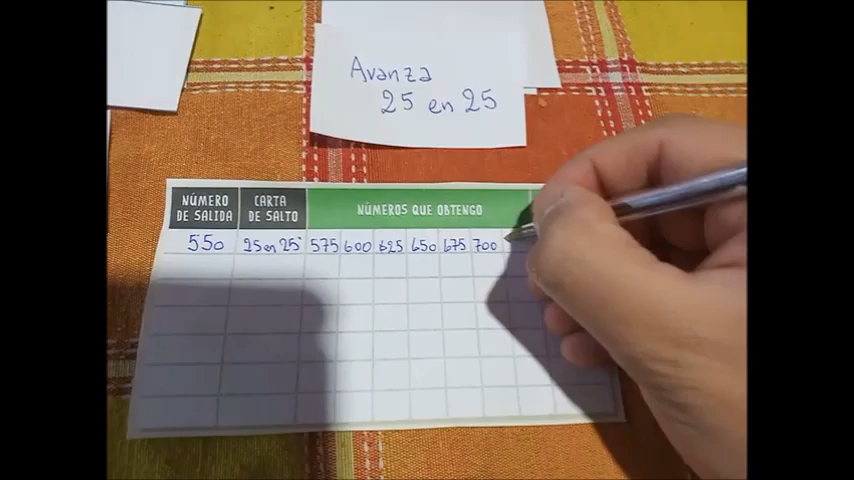 Avanza
25 en 25
NÚMERO
DE SALIDA
CARTA
DE SALTO
NÚMEROS QUE OBTENGO
550 25 en 25 575 600 625 650 675 700